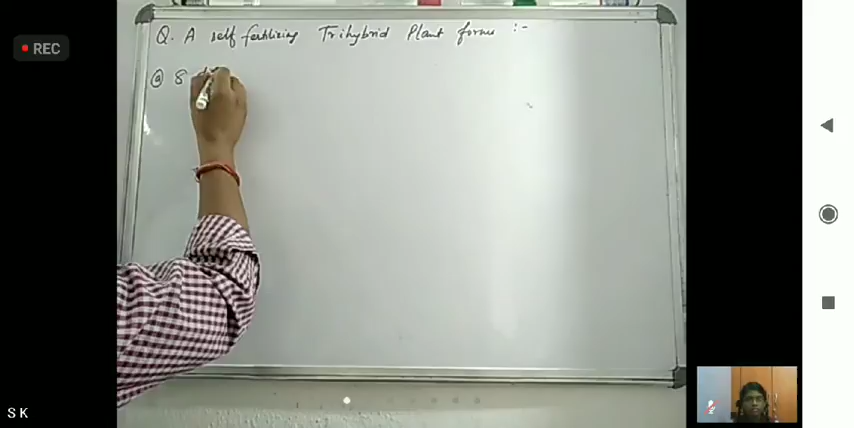 REC
Q. A self fertilizing Trihybrid Plant forms :-
(a) 8 d
S K